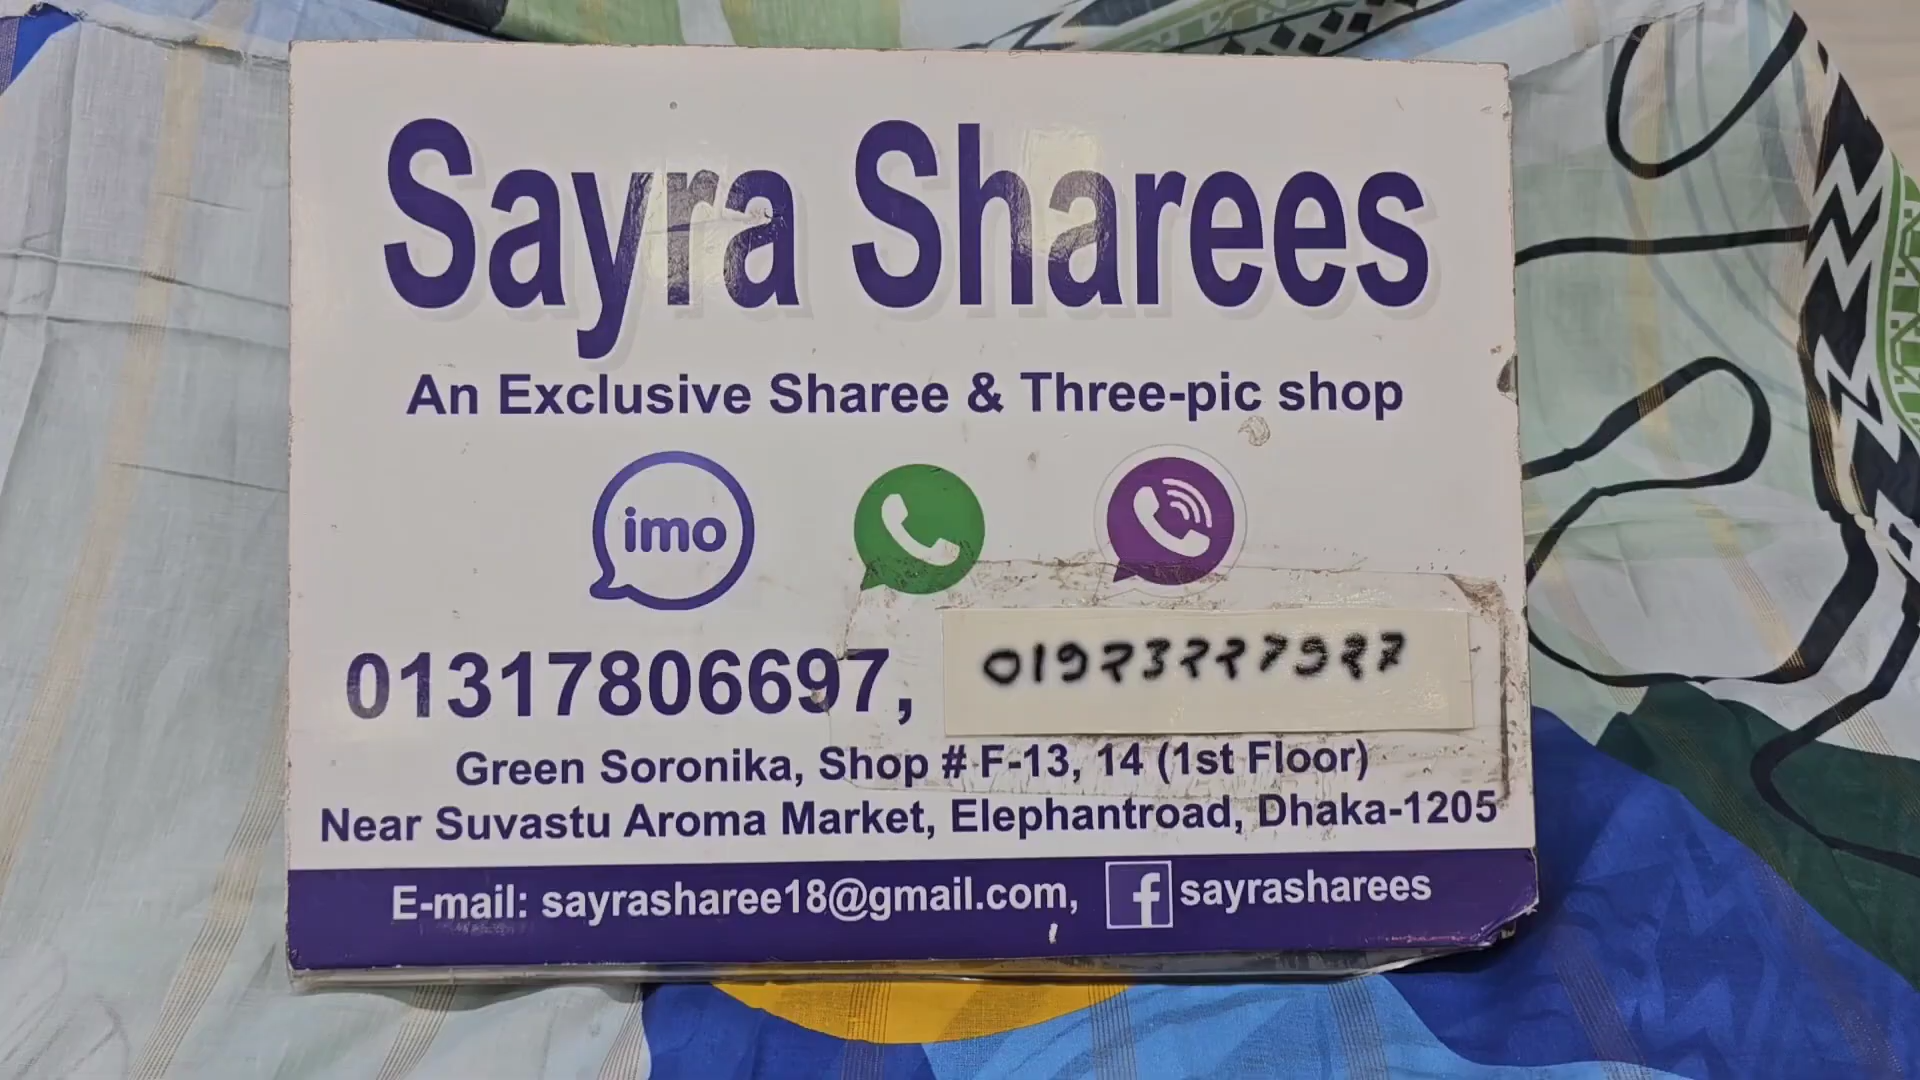 Sayra Sharees
An Exclusive Sharee & Three-pic shop
imo
01317806697,
Green Soronika, Shop # F-13, 14 (1st Floor)
Near Suvastu Aroma Market, Elephantroad, Dhaka-1205
E-mail: sayrasharee18@gmail.com, f sayrasharees